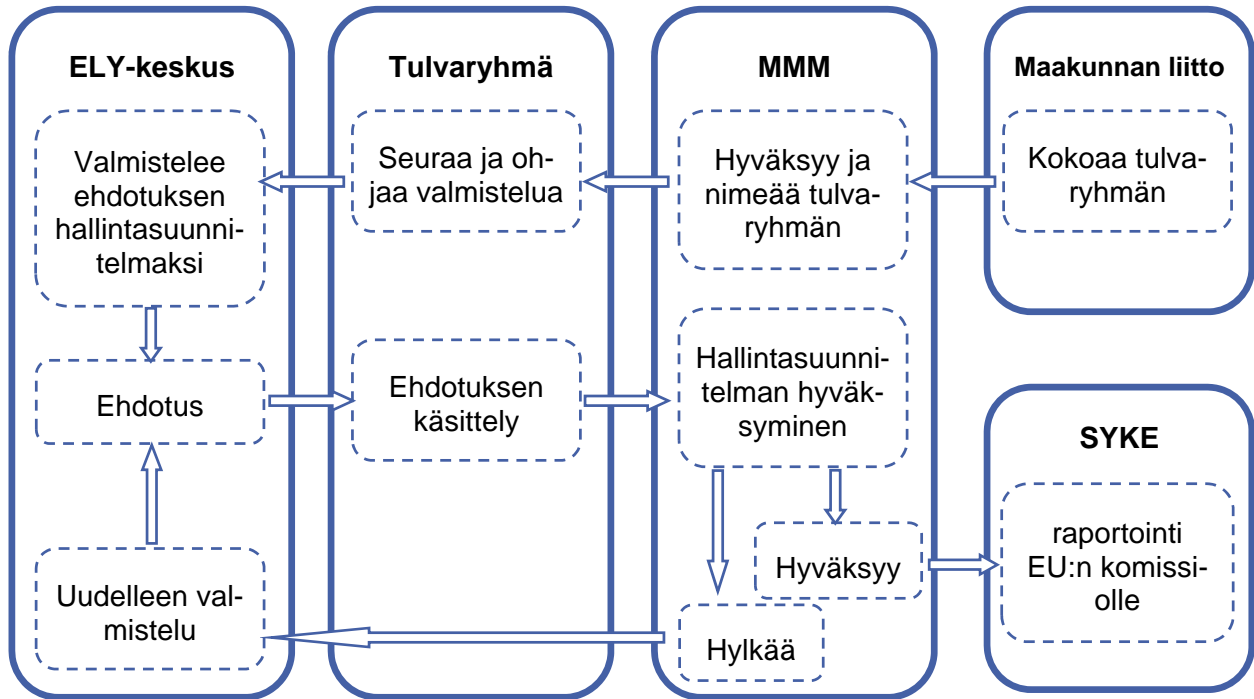 ELY-keskus
Valmistelee
ehdotuksen
hallintasuunni-
telmaksi
Ehdotus
Uudelleen val-
mistelu
Tulvaryhmä
Seuraa ja oh-
jaa valmistelua
Ehdotuksen
käsittely
MMM
Hyväksyy ja
nimeää tulva-
ryhmän
Hallintasuunni-
telman hyväk-
syminen
Hyväksyy
Hylkää
Maakunnan liitto
Kokoaa tulva-
ryhmän
SYKE
raportointi
EU:n komissi-
olle